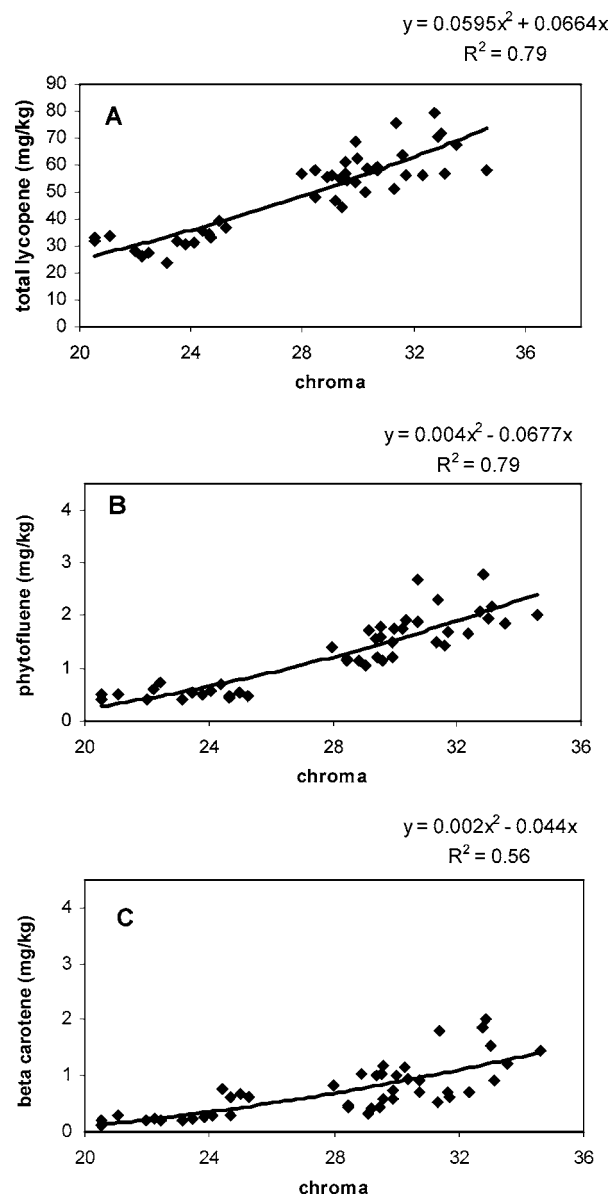 y = 0.0595x² + 0.0664x
R² = 0.79
A
total lycopene (mg/kg)
90
80
70
60
50
40
30
20
10
0
20 24 28 32 36
chroma
y = 0.004x² - 0.0677x
R² = 0.79
B
phytofluene (mg/kg)
4
3
2
1
0
20 24 28 32 36
chroma
y = 0.002x² - 0.044x
R² = 0.56
C
beta carotene (mg/kg)
4
3
2
1
0
20 24 28 32 36
chroma